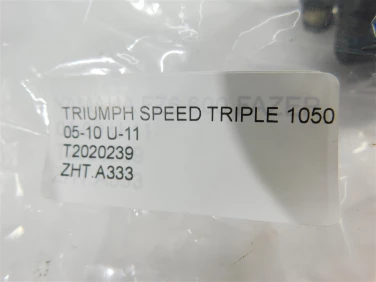 TRIUMPH SPEED TRIPLE 1050
05-10 U-11
T2020239
ZHT.A333